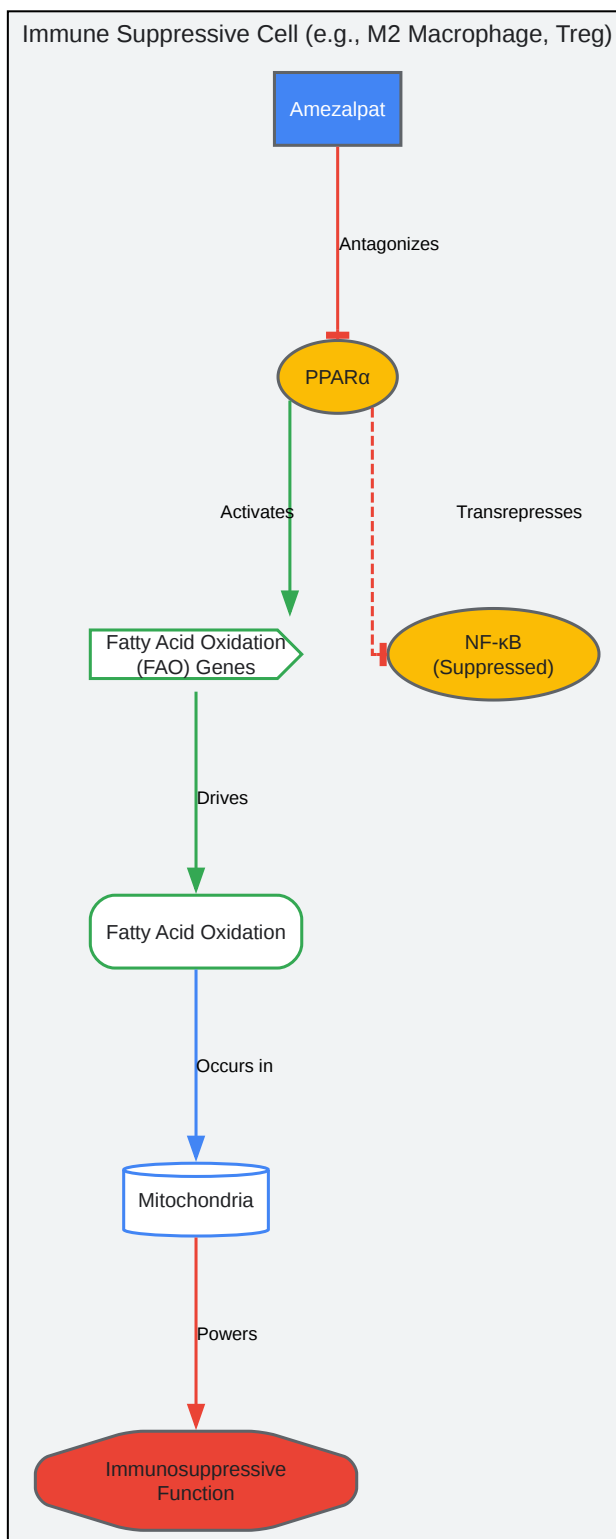 Immune Suppressive Cell (e.g., M2 Macrophage, Treg)
Amezalpat
Antagonizes
PPARα
Activates
Transrepresses
Fatty Acid Oxidation
(FAO) Genes
NF-κB
(Suppressed)
Drives
Fatty Acid Oxidation
Occurs in
Mitochondria
Powers
Immunosuppressive
Function